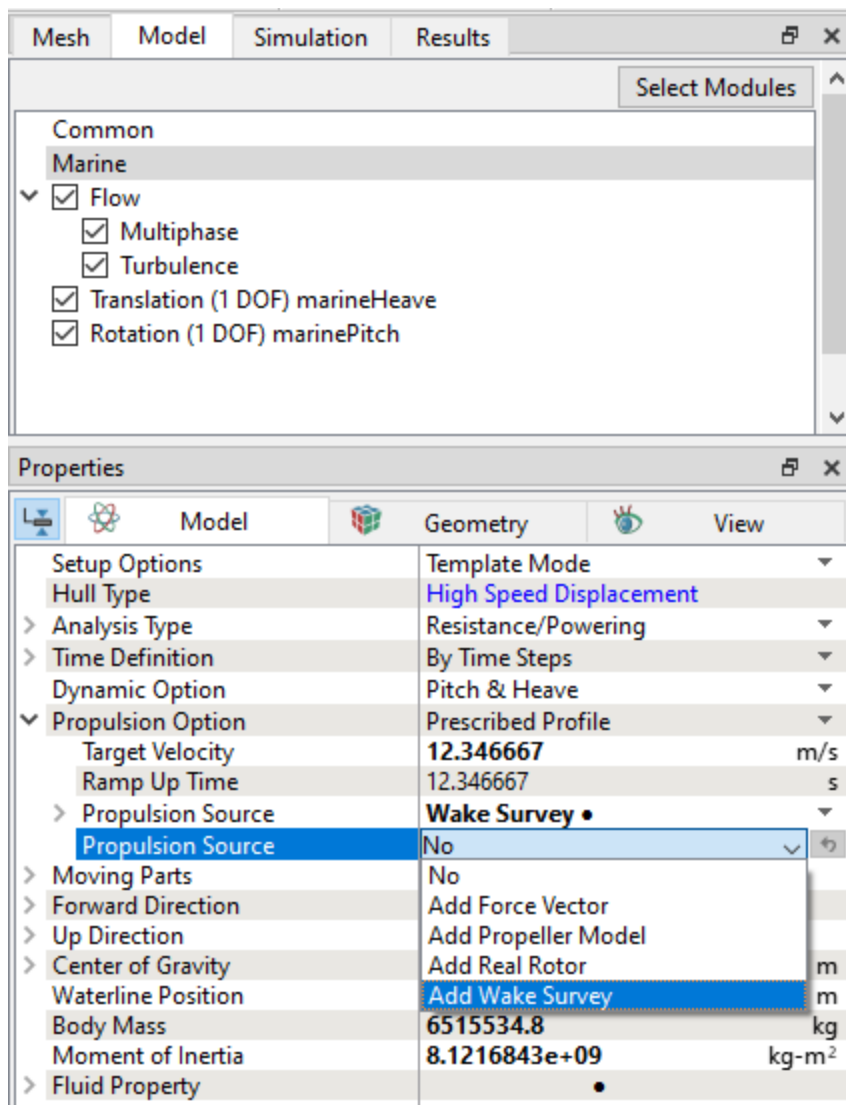 Mesh Model Simulation Results
Select Modules
Common
Marine
Flow
Multiphase
Turbulence
Translation (1 DOF) marineHeave
Rotation (1 DOF) marinePitch
Properties
Model Geometry View
Setup Options Template Mode
Hull Type High Speed Displacement
Analysis Type Resistance/Powering
Time Definition By Time Steps
Dynamic Option Pitch & Heave
Propulsion Option Prescribed Profile
Target Velocity 12.346667 m/s
Ramp Up Time 12.346667 s
Propulsion Source Wake Survey •
Propulsion Source No
Moving Parts No
Forward Direction Add Force Vector
Up Direction Add Propeller Model
Center of Gravity Add Real Rotor m
Waterline Position Add Wake Survey m
Body Mass 6515534.8 kg
Moment of Inertia 8.1216843e+09 kg-m²
Fluid Property •